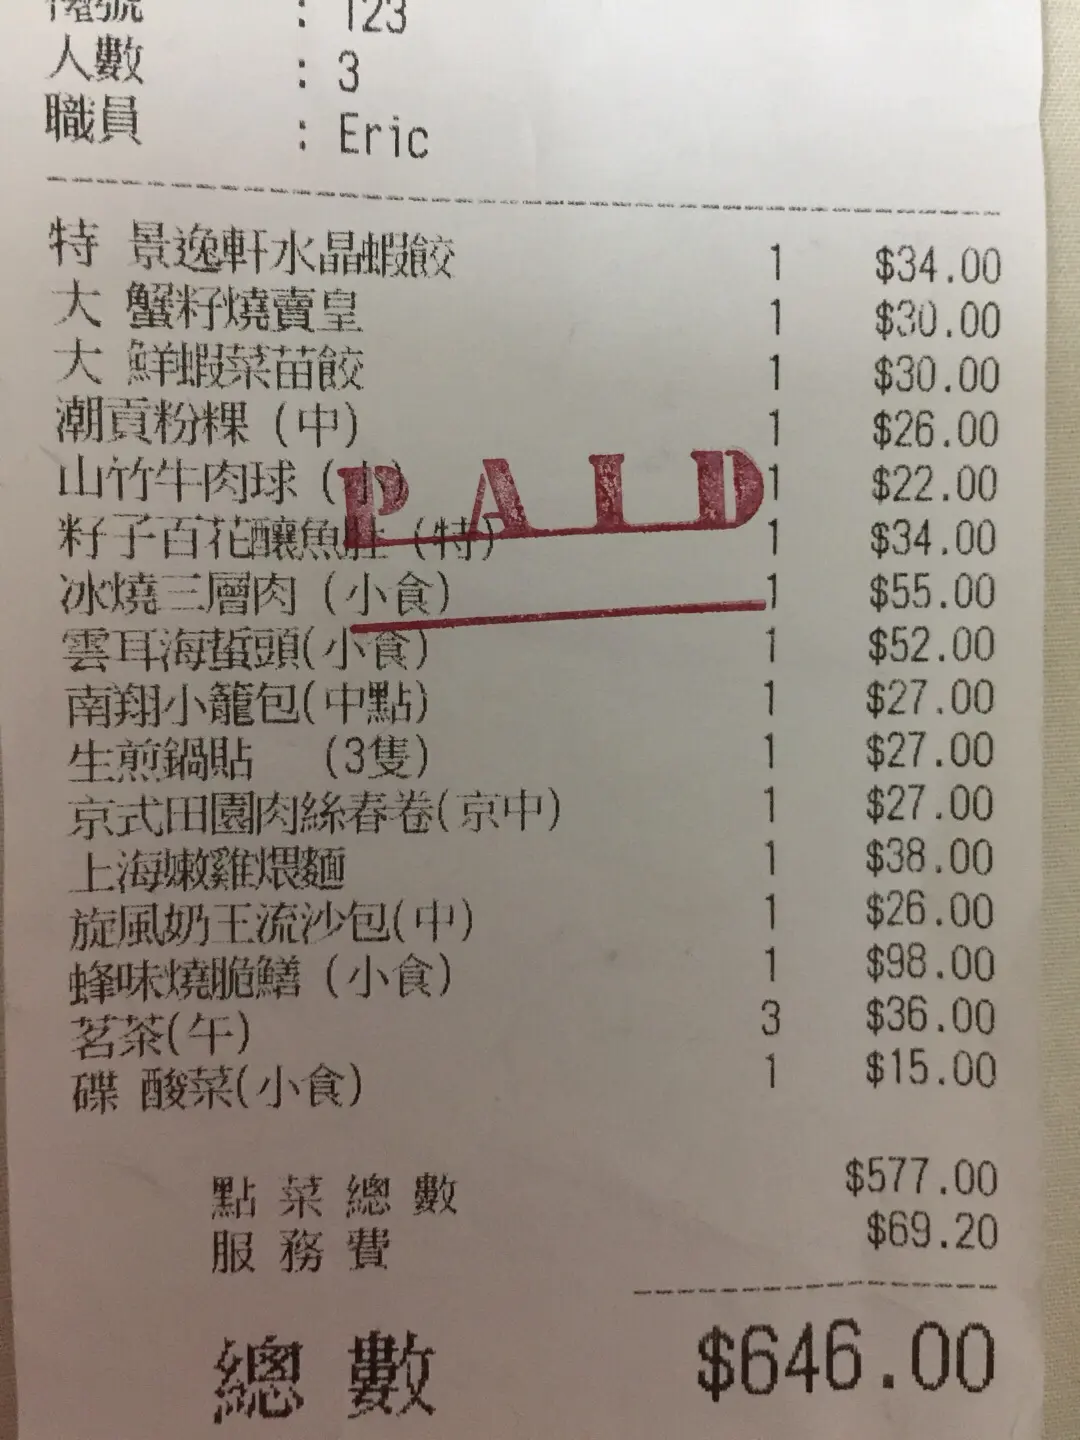 檯號 : 123
人數 : 3
職員 : Eric
特 景逸軒水晶蝦餃 1 $34.00
大 蟹籽燒賣皇 1 $30.00
大 鮮蝦菜苗餃 1 $30.00
潮貢粉粿 (中) 1 $26.00
山竹牛肉球 (小) 1 $22.00
PAID
籽子百花釀魚肚 (特) 1 $34.00
冰燒三層肉 (小食) 1 $55.00
雲耳海蜇頭(小食) 1 $52.00
南翔小籠包(中點) 1 $27.00
生煎鍋貼 (3隻) 1 $27.00
京式田園肉絲春卷(京中) 1 $27.00
上海嫩雞煨麵 1 $38.00
旋風奶王流沙包(中) 1 $26.00
蜂味燒脆鱔 (小食) 1 $98.00
茗茶(午) 3 $36.00
碟 酸菜(小食) 1 $15.00
點菜總數 $577.00
服務費 $69.20
總數 $646.00